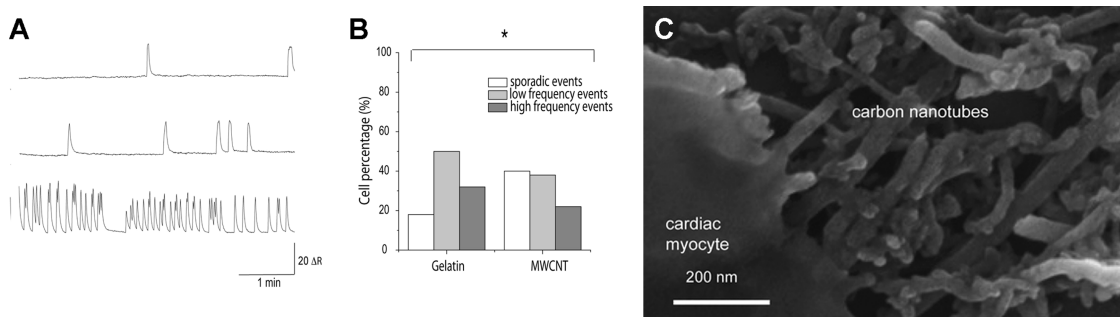 A
20 ΔR
1 min
B
*
100
80
60
40
20
0
Cell percentage (%)
sporadic events
low frequency events
high frequency events
Gelatin
MWCNT
C
carbon nanotubes
cardiac
myocyte
200 nm